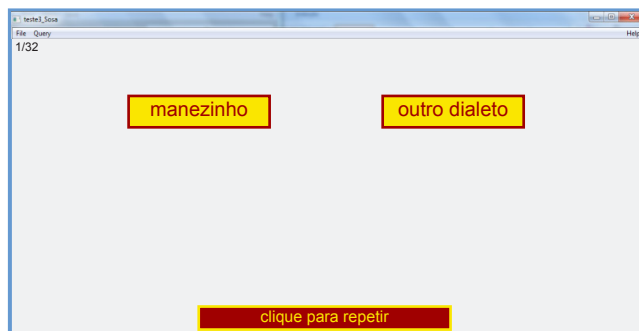 teste3_Sosa
File Query Help
1/32
manezinho outro dialeto
clique para repetir